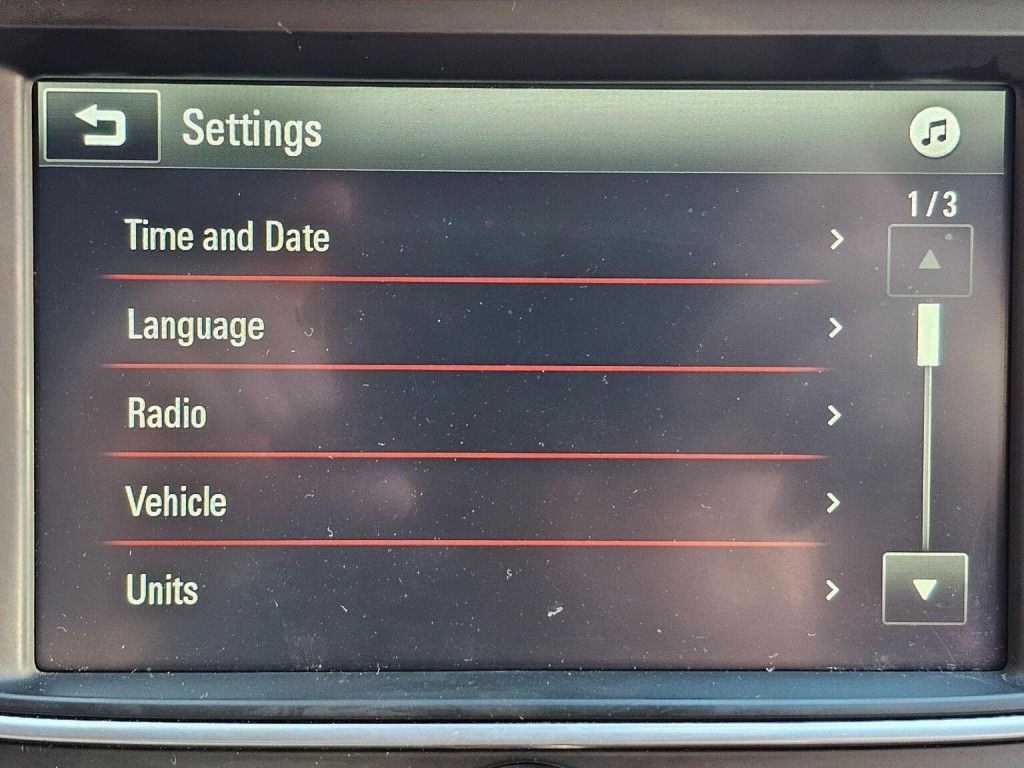 Settings
1/3
Time and Date
Language
Radio
Vehicle
Units